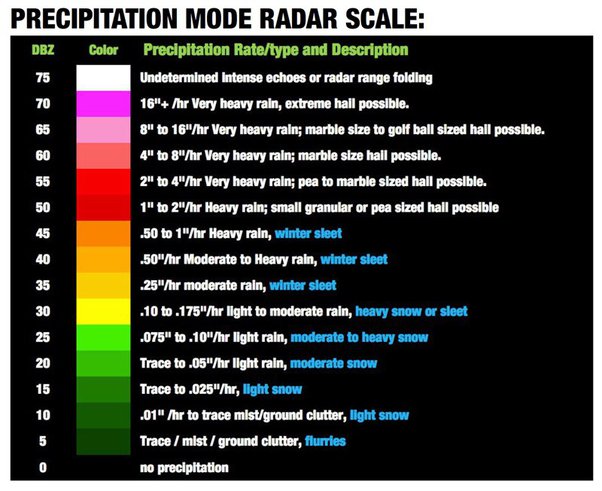 PRECIPITATION MODE RADAR SCALE:
DBZ Color Precipitation Rate/type and Description
75 Undetermined Intense echoes or radar range folding
70 16"+ /hr Very heavy rain, extreme hail possible.
65 8" to 16"/hr Very heavy rain; marble size to golf ball sized hail possible.
60 4" to 8"/hr Very heavy rain; marble size hail possible.
55 2" to 4"/hr Very heavy rain; pea to marble sized hail possible.
50 1" to 2"/hr Heavy rain; small granular or pea sized hail possible
45 .50 to 1"/hr Heavy rain, winter sleet
40 .50"/hr Moderate to Heavy rain, winter sleet
35 .25"/hr moderate rain, winter sleet
30 .10 to .175"/hr light to moderate rain, heavy snow or sleet
25 .075" to .10"/hr light rain, moderate to heavy snow
20 Trace to .05"/hr light rain, moderate snow
15 Trace to .025"/hr, light snow
10 .01" /hr to trace mist/ground clutter, light snow
5 Trace / mist / ground clutter, flurries
0 no precipitation